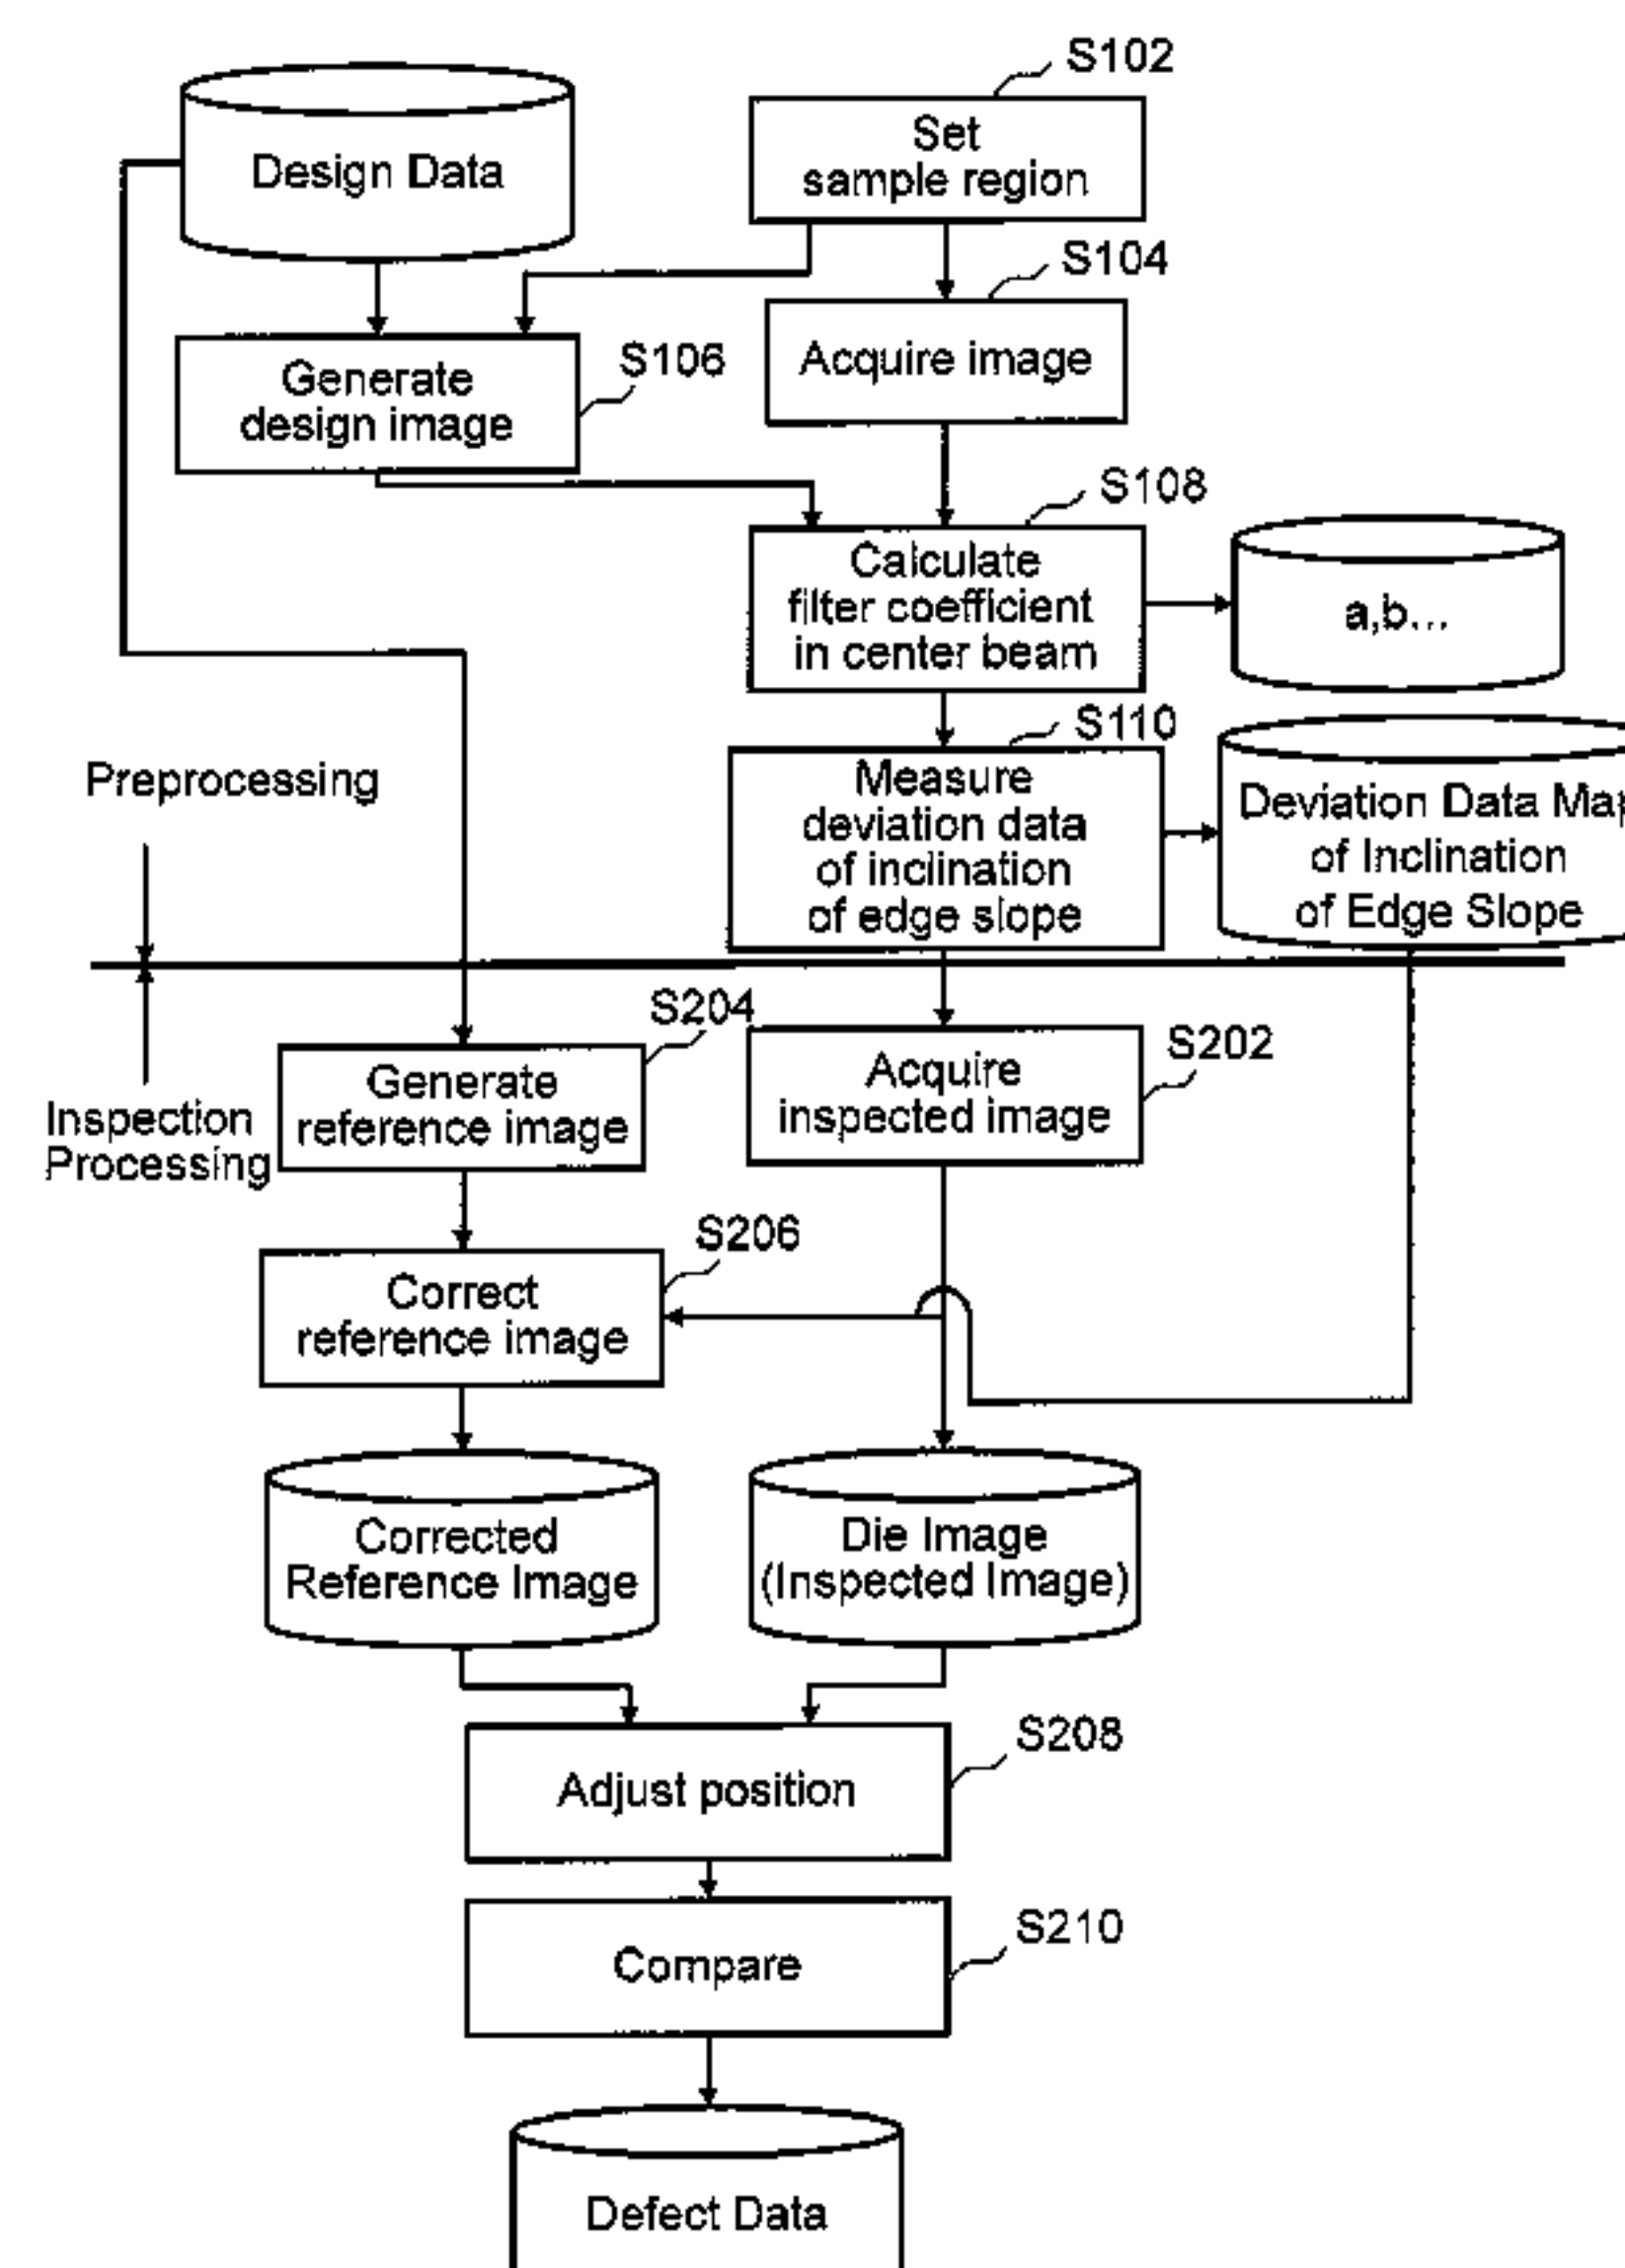 S102
Design Data
Set
sample region
S104
Generate
design image
S106
Acquire image
S108
Calculate
filter coefficient
in center beam
a,b...
S110
Preprocessing
Measure
deviation data
of inclination
of edge slope
Deviation Data Map
of Inclination
of Edge Slope
S204
Generate
reference image
Acquire
inspected image
S202
Inspection
Processing
S206
Correct
reference image
Corrected
Reference Image
Die Image
(Inspected Image)
S208
Adjust position
S210
Compare
Defect Data